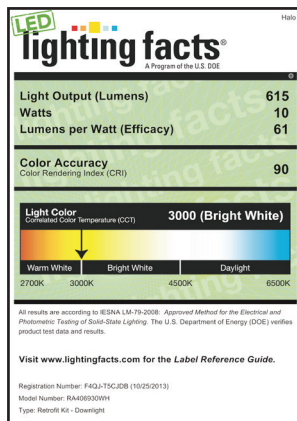 LED
Halo
lighting facts®
A Program of the U.S. DOE
Light Output (Lumens) 615
Watts 10
Lumens per Watt (Efficacy) 61
Color Accuracy
Color Rendering Index (CRI) 90
Light Color
Correlated Color Temperature (CCT) 3000 (Bright White)
Warm White Bright White Daylight
2700K 3000K 4500K 6500K
All results are according to IESNA LM-79-2008: Approved Method for the Electrical and
Photometric Testing of Solid-State Lighting. The U.S. Department of Energy (DOE) verifies
product test data and results.
Visit www.lightingfacts.com for the Label Reference Guide.
Registration Number: F4QJ-T5CJDB (10/25/2013)
Model Number: RA406930WH
Type: Retrofit Kit - Downlight